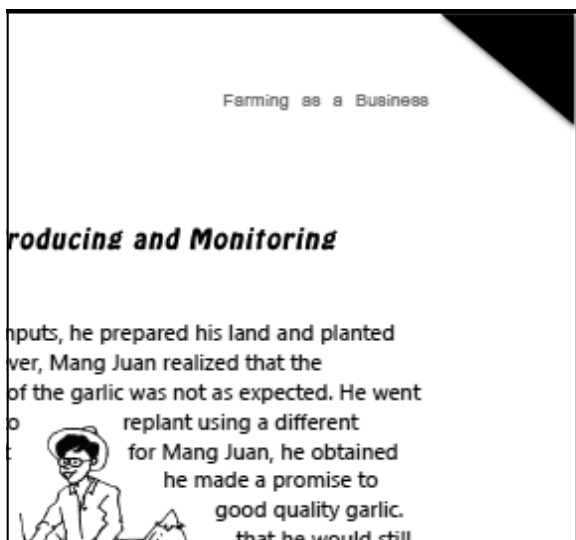 Farming as a Business
roducing and Monitoring
nputs, he prepared his land and planted
ver, Mang Juan realized that the
of the garlic was not as expected. He went
o replant using a different
t for Mang Juan, he obtained
he made a promise to
good quality garlic.
that he would still